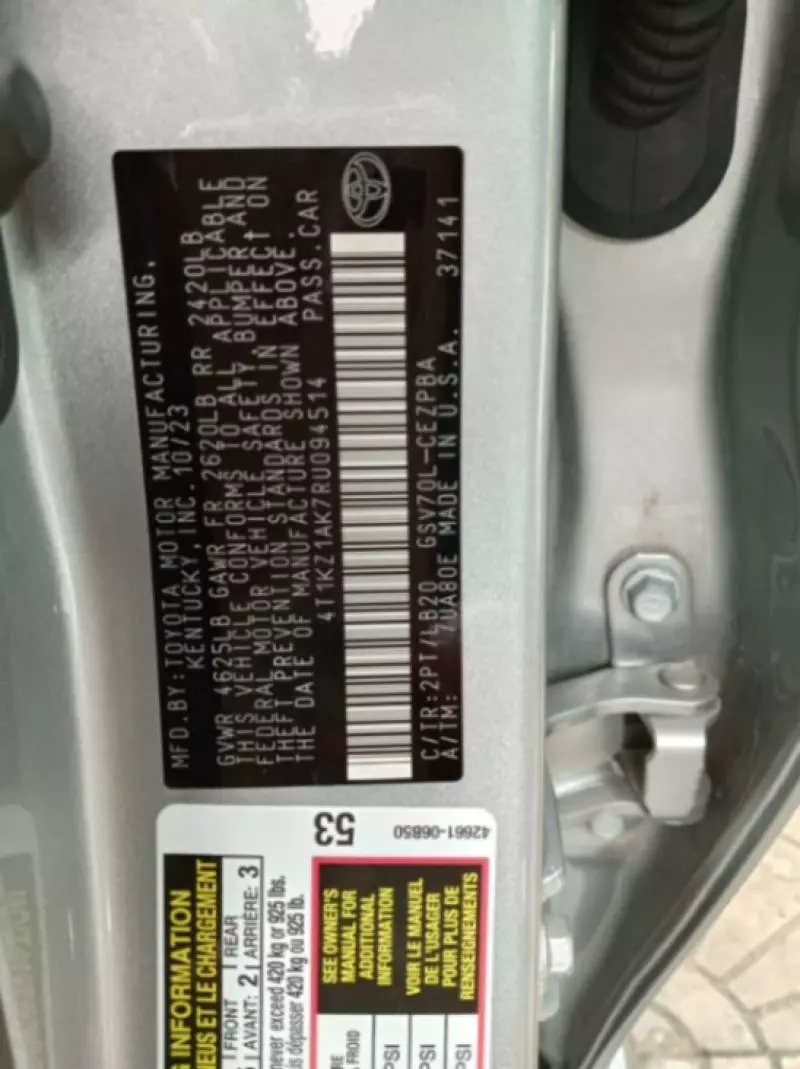 MFD.BY:TOYOTA MOTOR MANUFACTURING,
KENTUCKY, INC. 10/23
GVWR 4625LB GAWR FR 2620LB RR 2420LB
THIS VEHICLE CONFORMS TO ALL APPLICABLE
FEDERAL MOTOR VEHICLE SAFETY, BUMPER, AND
THEFT PREVENTION STANDARDS IN EFFECT ON
THE DATE OF MANUFACTURE SHOWN ABOVE.
4T1KZ1AK7RU094514 PASS.CAR
C/TR:2PT/LB20 GSV70L-CEZPBA
A/TM: /UA80E MADE IN U.S.A. 37141
53
42661-06B50
INFORMATION
NEUS ET LE CHARGEMENT
FRONT REAR
AVANT: 2 ARRIÈRE: 3
never exceed 420 kg or 925 lbs.
dépasser 420 kg ou 925 lb.
SEE OWNER'S
MANUAL FOR
ADDITIONAL
INFORMATION
VOIR LE MANUEL
DE L'USAGER
POUR PLUS DE
RENSEIGNEMENTS
FROID
PSI
PSI
PSI